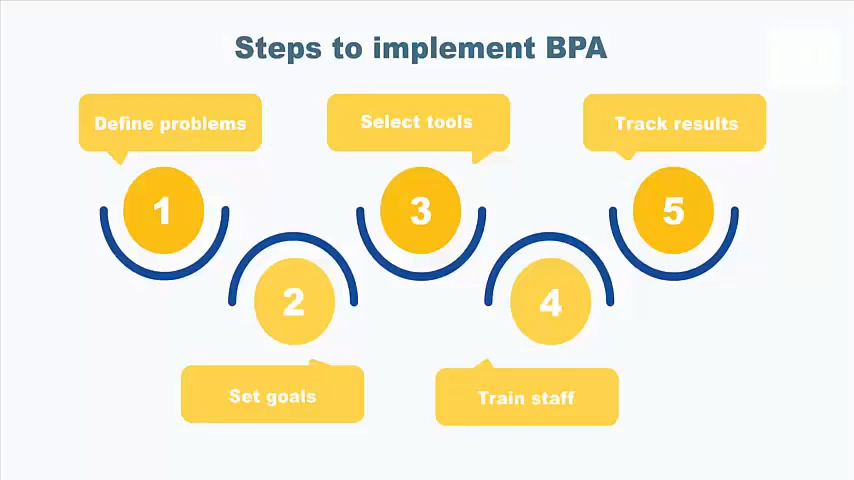 Steps to implement BPA
Define problems
Select tools
Track results
1
3
5
2
4
Set goals
Train staff